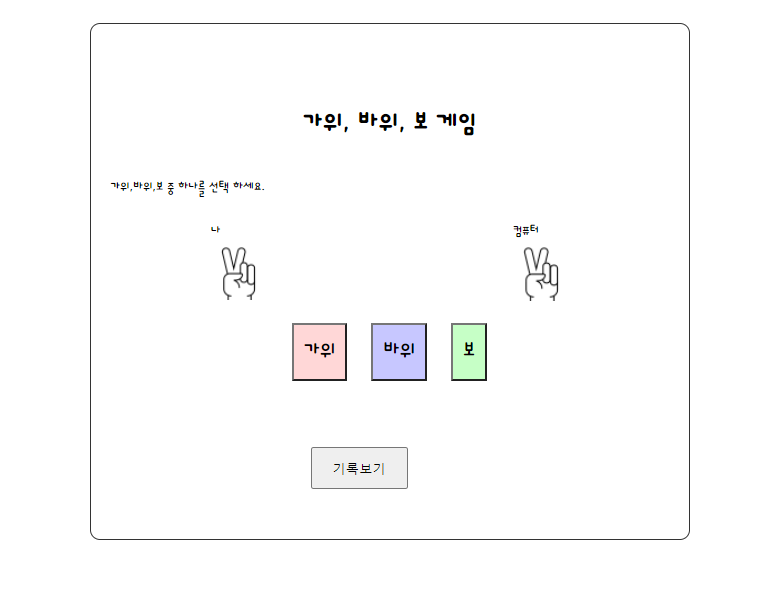 가위, 바위, 보 게임
가위,바위,보 중 하나를 선택 하세요.
나
컴퓨터
가위
바위
보
기록보기